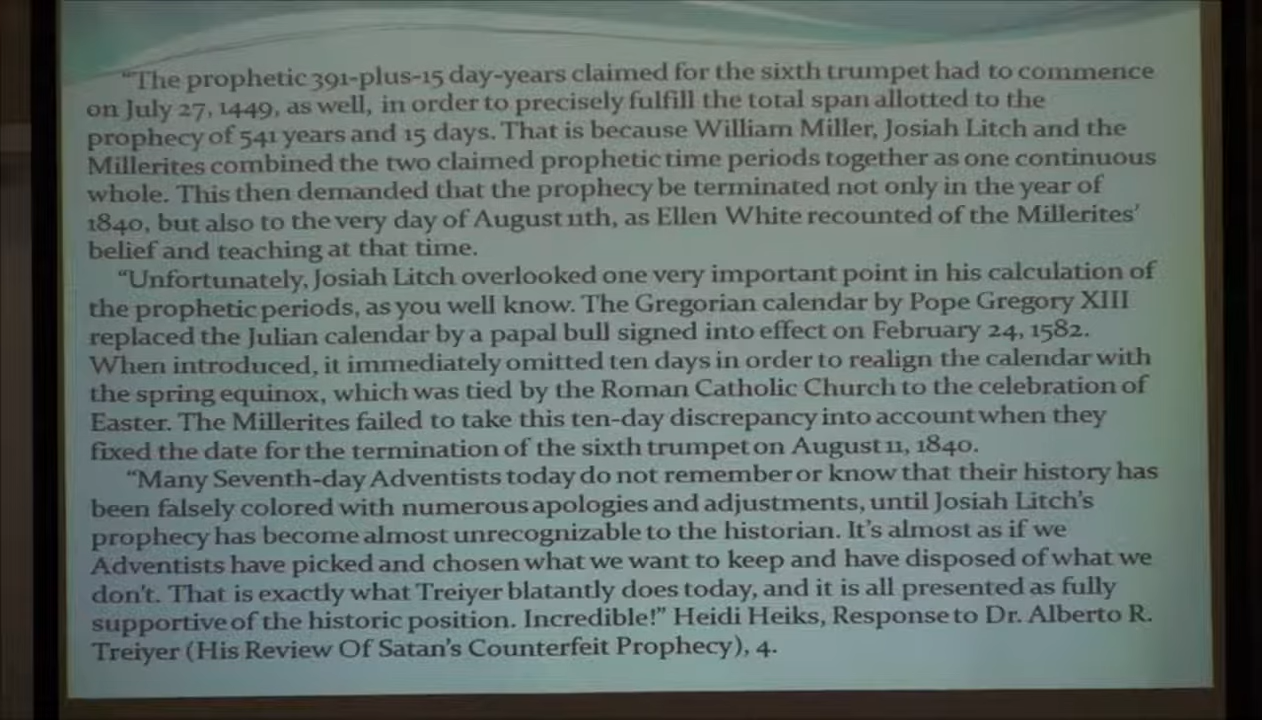 “The prophetic 391-plus-15 day-years claimed for the sixth trumpet had to commence
on July 27, 1449, as well, in order to precisely fulfill the total span allotted to the
prophecy of 541 years and 15 days. That is because William Miller, Josiah Litch and the
Millerites combined the two claimed prophetic time periods together as one continuous
whole. This then demanded that the prophecy be terminated not only in the year of
1840, but also to the very day of August 11th, as Ellen White recounted of the Millerites’
belief and teaching at that time.
“Unfortunately, Josiah Litch overlooked one very important point in his calculation of
the prophetic periods, as you well know. The Gregorian calendar by Pope Gregory XIII
replaced the Julian calendar by a papal bull signed into effect on February 24, 1582.
When introduced, it immediately omitted ten days in order to realign the calendar with
the spring equinox, which was tied by the Roman Catholic Church to the celebration of
Easter. The Millerites failed to take this ten-day discrepancy into account when they
fixed the date for the termination of the sixth trumpet on August 11, 1840.
“Many Seventh-day Adventists today do not remember or know that their history has
been falsely colored with numerous apologies and adjustments, until Josiah Litch’s
prophecy has become almost unrecognizable to the historian. It’s almost as if we
Adventists have picked and chosen what we want to keep and have disposed of what we
don’t. That is exactly what Treiyer blatantly does today, and it is all presented as fully
supportive of the historic position. Incredible!” Heidi Heiks, Response to Dr. Alberto R.
Treiyer (His Review Of Satan’s Counterfeit Prophecy), 4.